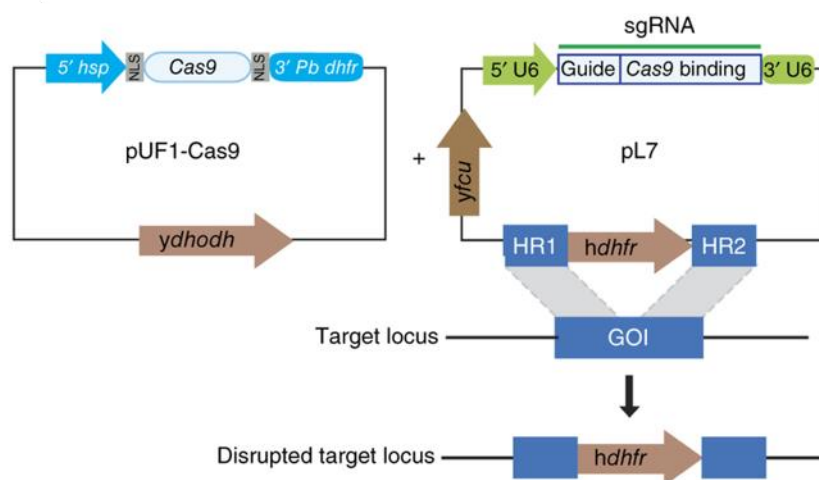 sgRNA
5′ hsp NLS Cas9 NLS 3′ Pb dhfr
5′ U6 Guide Cas9 binding 3′ U6
pUF1-Cas9 + pL7
yfcu
ydhodh
HR1 hdhfr HR2
Target locus GOI
Disrupted target locus hdhfr